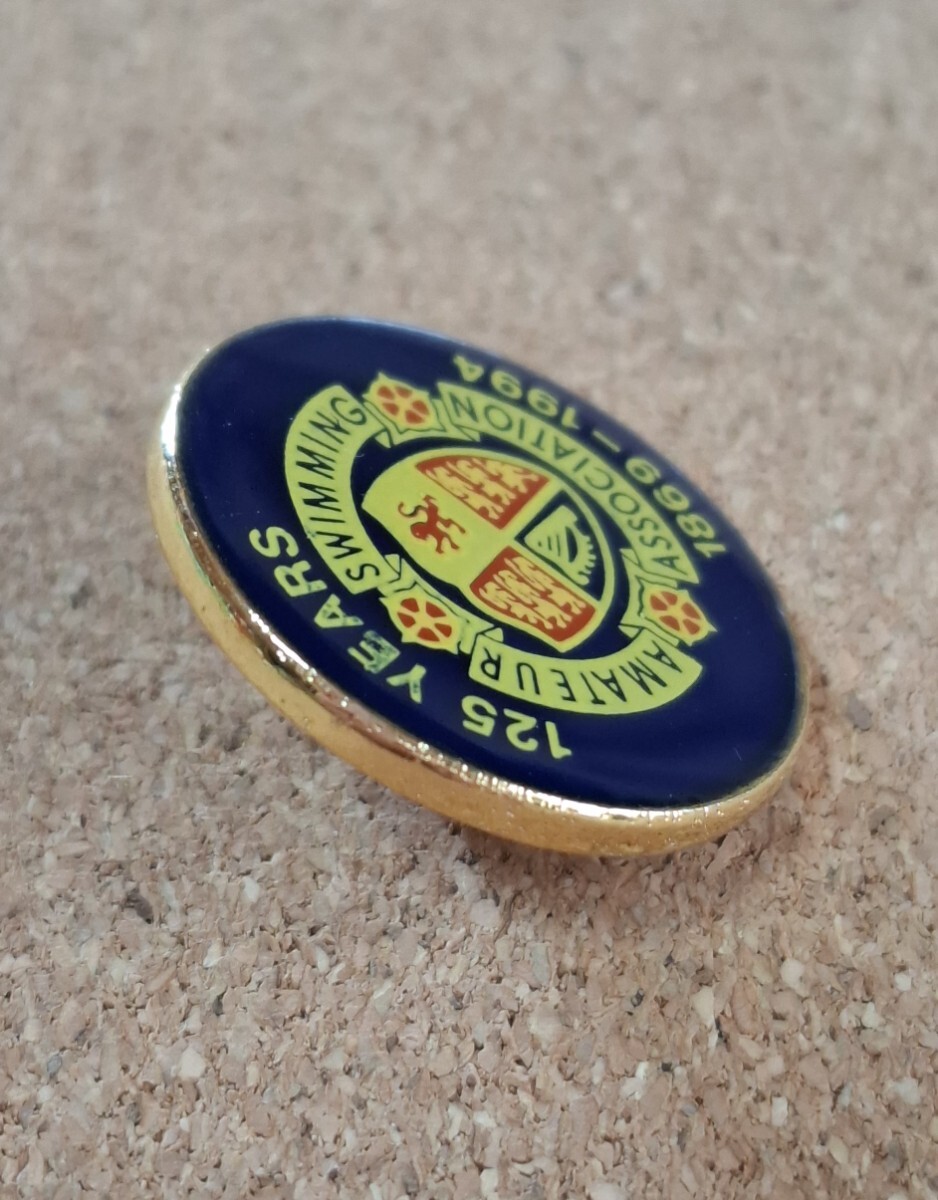 125 YEARS
AMATEUR
SWIMMING
ASSOCIATION
1869 - 1994